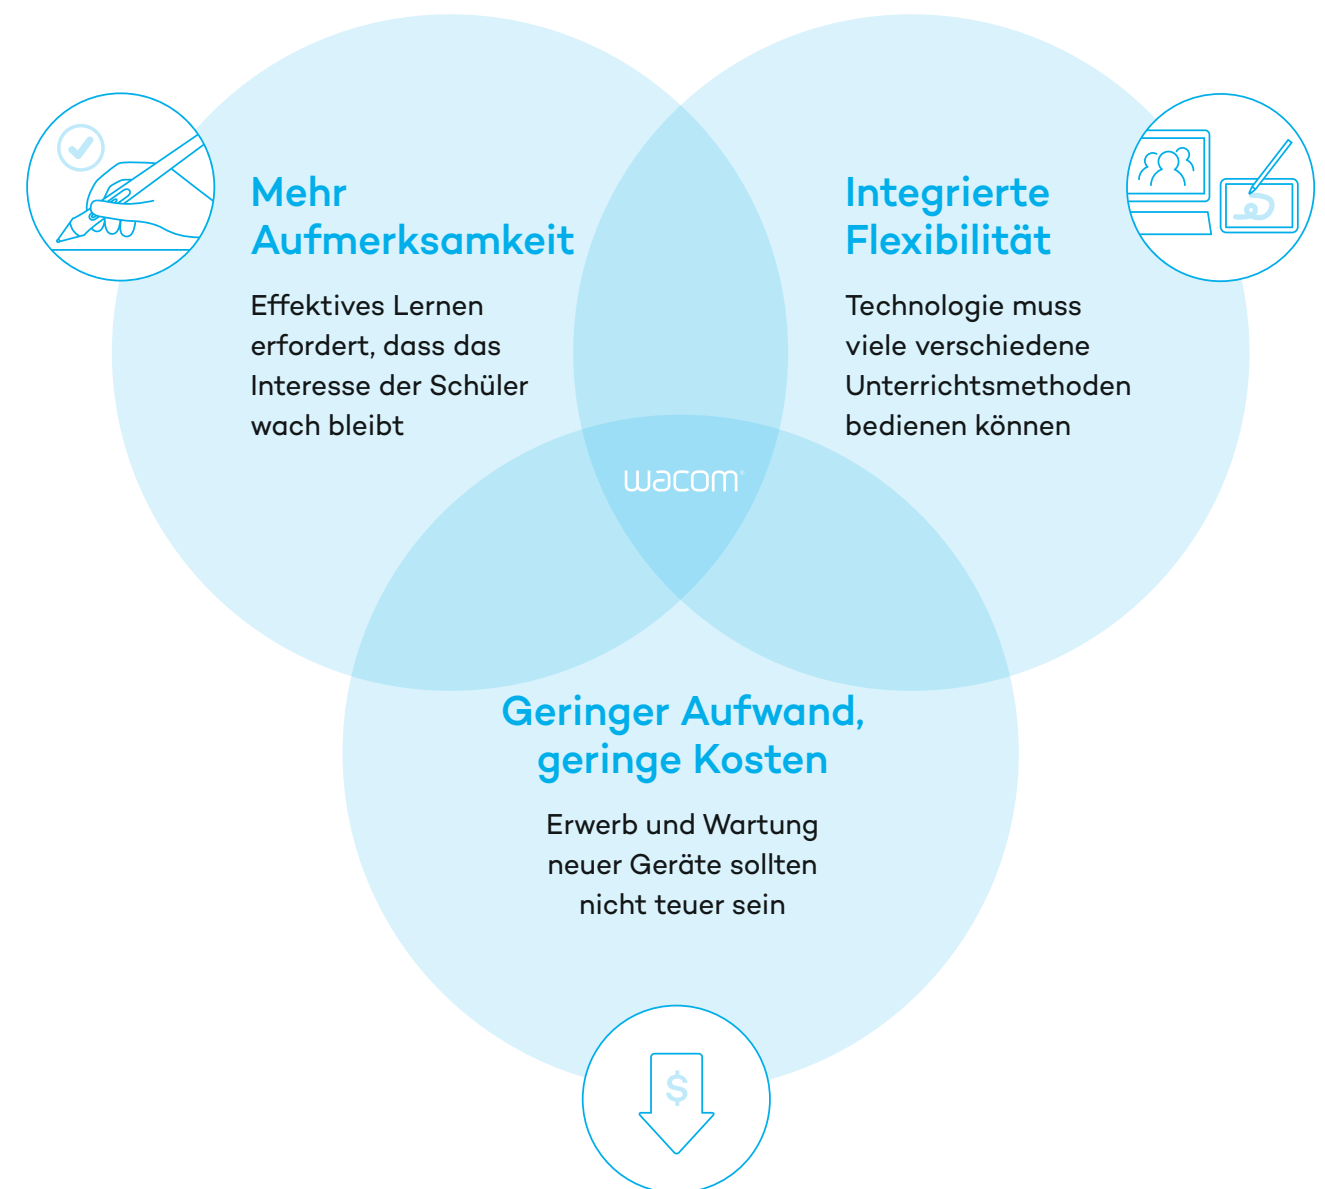 Mehr
Aufmerksamkeit
Effektives Lernen
erfordert, dass das
Interesse der Schüler
wach bleibt
Integrierte
Flexibilität
Technologie muss
viele verschiedene
Unterrichtsmethoden
bedienen können
wacom
Geringer Aufwand,
geringe Kosten
Erwerb und Wartung
neuer Geräte sollten
nicht teuer sein
$